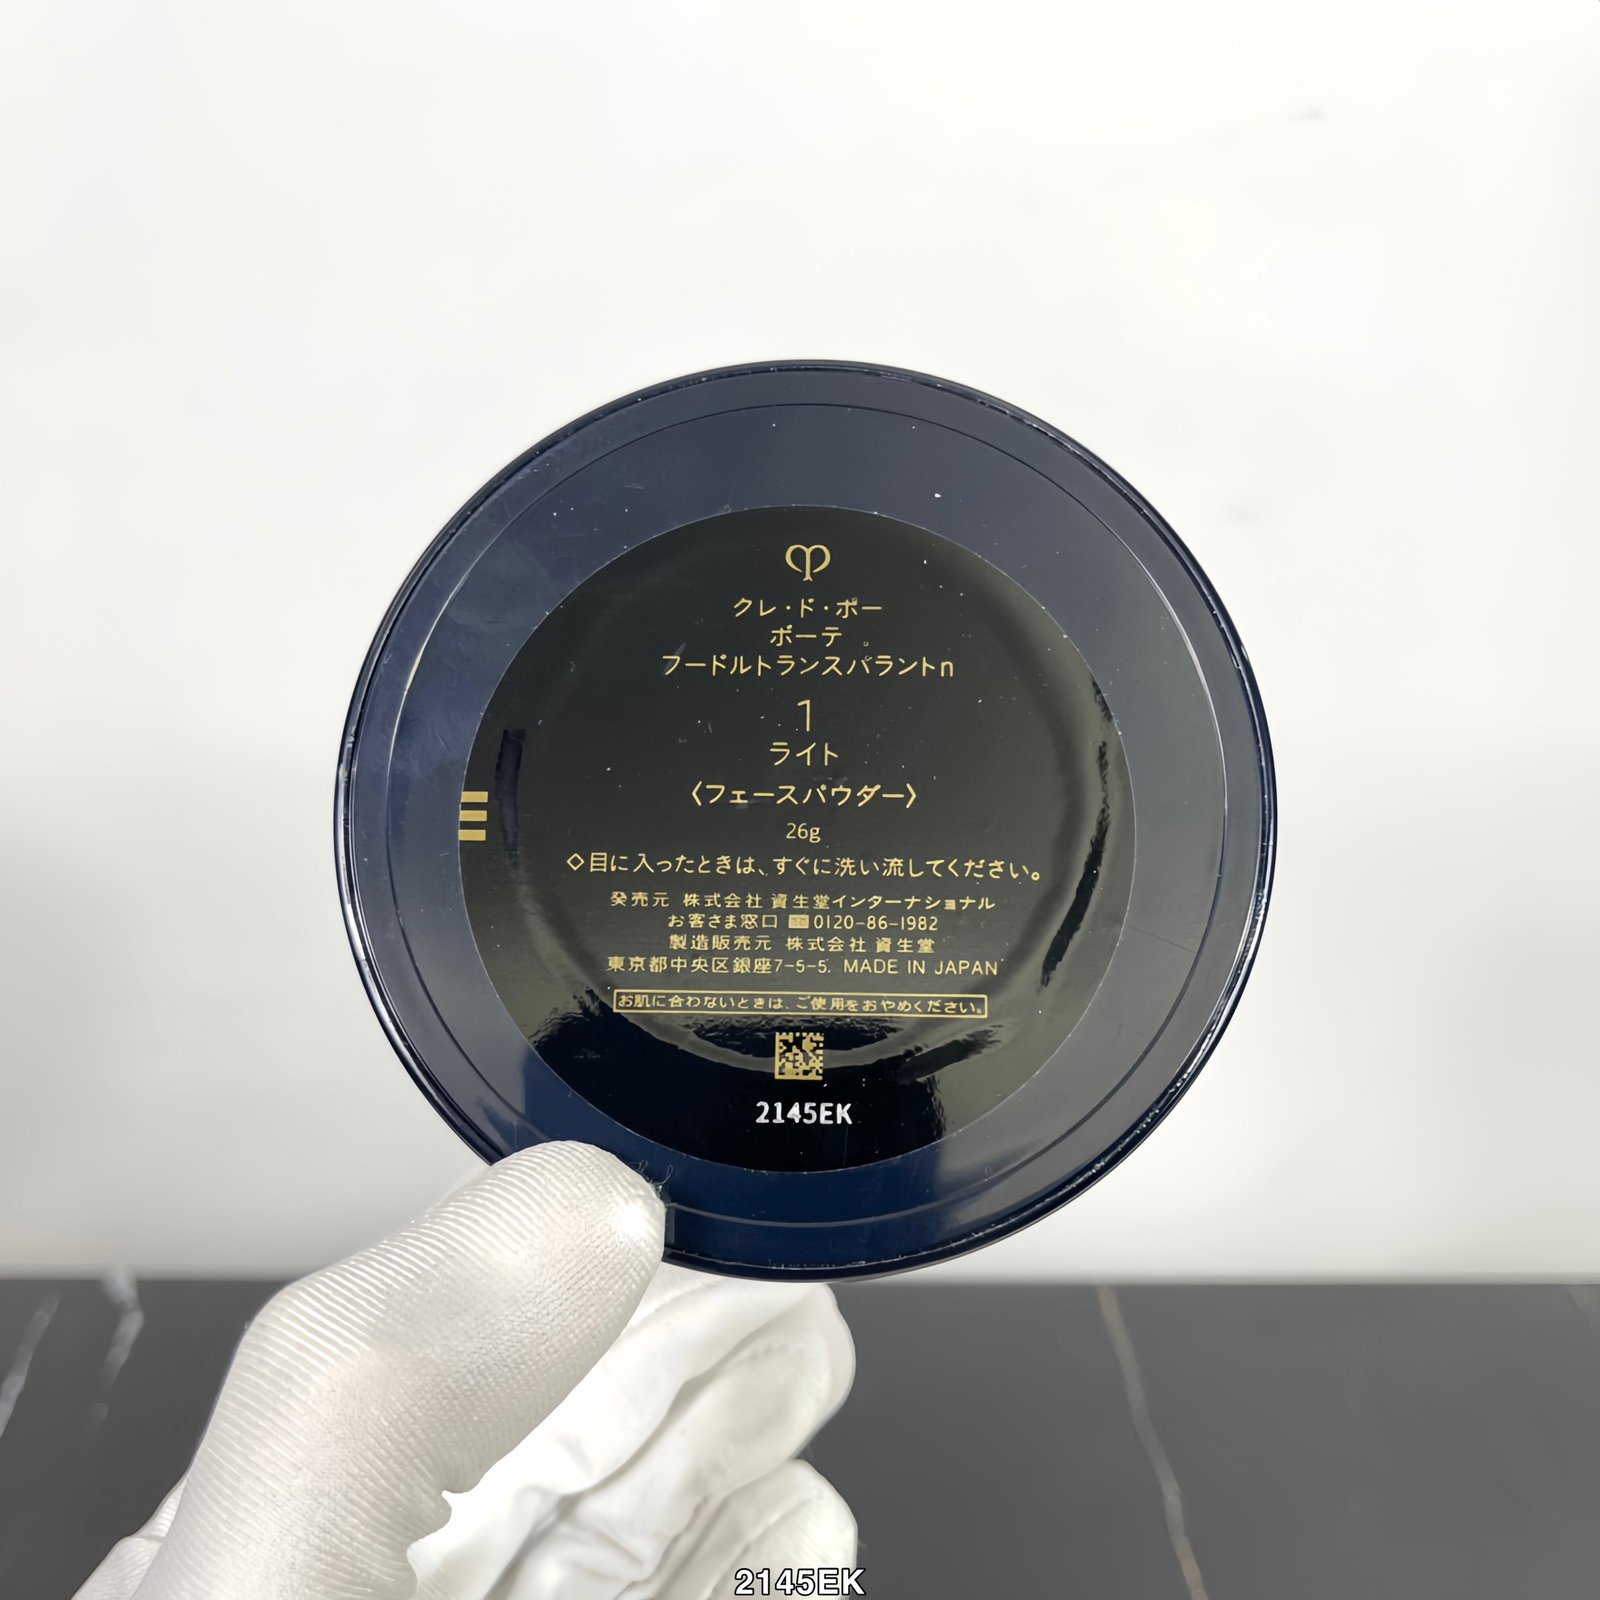 クレ・ド・ポー
ボーテ
プードルトランスパラントn
1
ライト
〈フェースパウダー〉
26g
◇目に入ったときは、すぐに洗い流してください。
発売元 株式会社 資生堂インターナショナル
お客さま窓口 0120-86-1982
製造販売元 株式会社 資生堂
東京都中央区銀座7-5-5. MADE IN JAPAN
お肌に合わないときは、ご使用をおやめください。
2145EK
2145EK